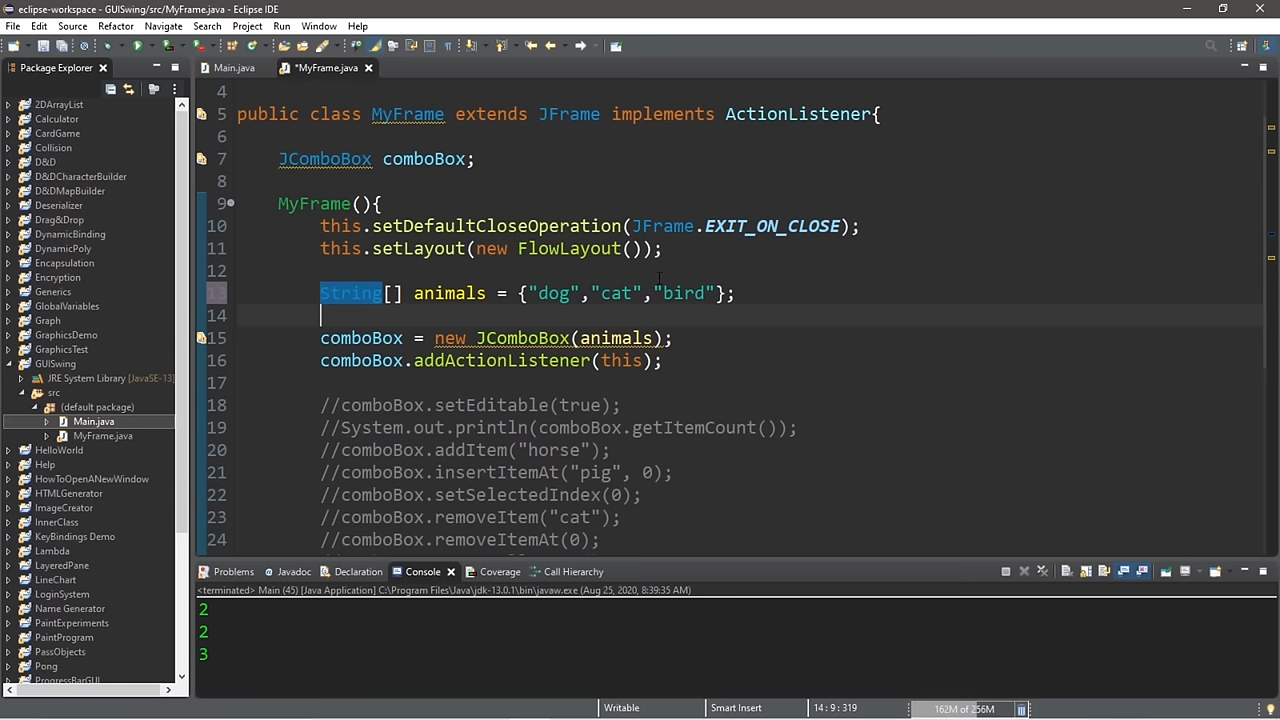 eclipse-workspace - GUISwing/src/MyFrame.java - Eclipse IDE
File Edit Source Refactor Navigate Search Project Run Window Help
Package Explorer
Main.java
*MyFrame.java
2DArrayList
Calculator
CardGame
Collision
D&D
D&DCharacterBuilder
D&DMapBuilder
Deserializer
Drag&Drop
DynamicBinding
DynamicPoly
Encapsulation
Encryption
Generics
GlobalVariables
Graph
GraphicsDemo
GraphicsTest
GUISwing
JRE System Library [JavaSE-13]
src
(default package)
Main.java
MyFrame.java
HelloWorld
Help
HowToOpenANewWindow
HTMLGenerator
ImageCreator
InnerClass
KeyBindings Demo
Lambda
LayeredPane
LineChart
LoginSystem
Name Generator
PaintExperiments
PaintProgram
PassObjects
Pong
ProgressBarGUI
4
5 public class MyFrame extends JFrame implements ActionListener{
6
7 JComboBox comboBox;
8
9 MyFrame(){
10 this.setDefaultCloseOperation(JFrame.EXIT_ON_CLOSE);
11 this.setLayout(new FlowLayout());
12
13 String[] animals = {"dog","cat","bird"};
14
15 comboBox = new JComboBox(animals);
16 comboBox.addActionListener(this);
17
18 //comboBox.setEditable(true);
19 //System.out.println(comboBox.getItemCount());
20 //comboBox.addItem("horse");
21 //comboBox.insertItemAt("pig", 0);
22 //comboBox.setSelectedIndex(0);
23 //comboBox.removeItem("cat");
24 //comboBox.removeItemAt(0);
Problems Javadoc Declaration Console Coverage Call Hierarchy
<terminated> Main (45) [Java Application] C:\Program Files\Java\jdk-13.0.1\bin\javaw.exe (Aug 25, 2020, 8:39:35 AM)
2
2
3
Writable Smart Insert 14 : 9 : 319 162M of 256M